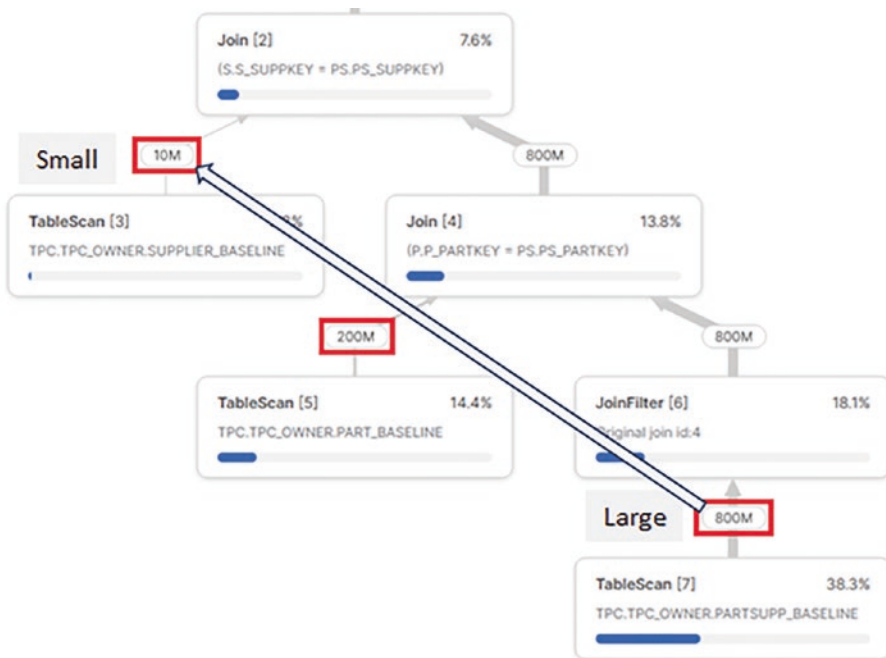 Join [2] 7.6%
(S.S_SUPPKEY = PS.PS_SUPPKEY)
Small
10M
800M
TableScan [3]
TPC.TPC_OWNER.SUPPLIER_BASELINE
Join [4] 13.8%
(P.P_PARTKEY = PS.PS_PARTKEY)
200M
800M
TableScan [5] 14.4%
TPC.TPC_OWNER.PART_BASELINE
JoinFilter [6] 18.1%
Original join id:4
Large
800M
TableScan [7] 38.3%
TPC.TPC_OWNER.PARTSUPP_BASELINE